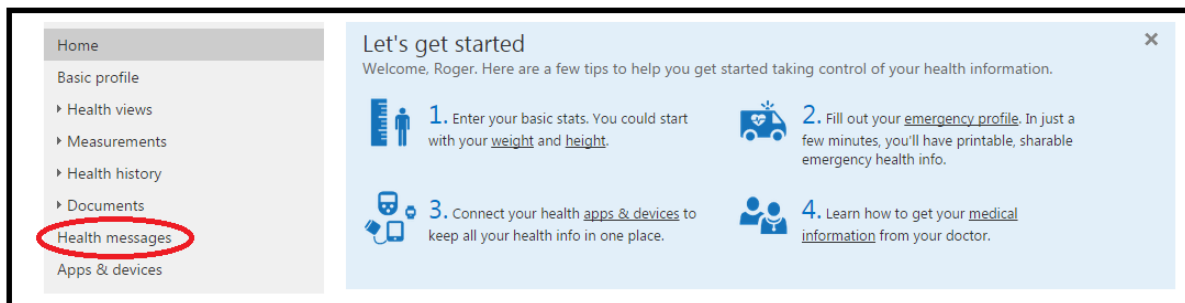 Home
Basic profile
Health views
Measurements
Health history
Documents
Health messages
Apps & devices
Let's get started
Welcome, Roger. Here are a few tips to help you get started taking control of your health information.
1. Enter your basic stats. You could start
with your weight and height.
2. Fill out your emergency profile. In just a
few minutes, you'll have printable, sharable
emergency health info.
3. Connect your health apps & devices to
keep all your health info in one place.
4. Learn how to get your medical
information from your doctor.